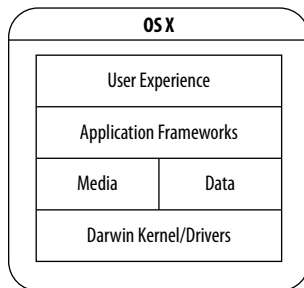 OS X
User Experience
Application Frameworks
Media
Data
Darwin Kernel/Drivers